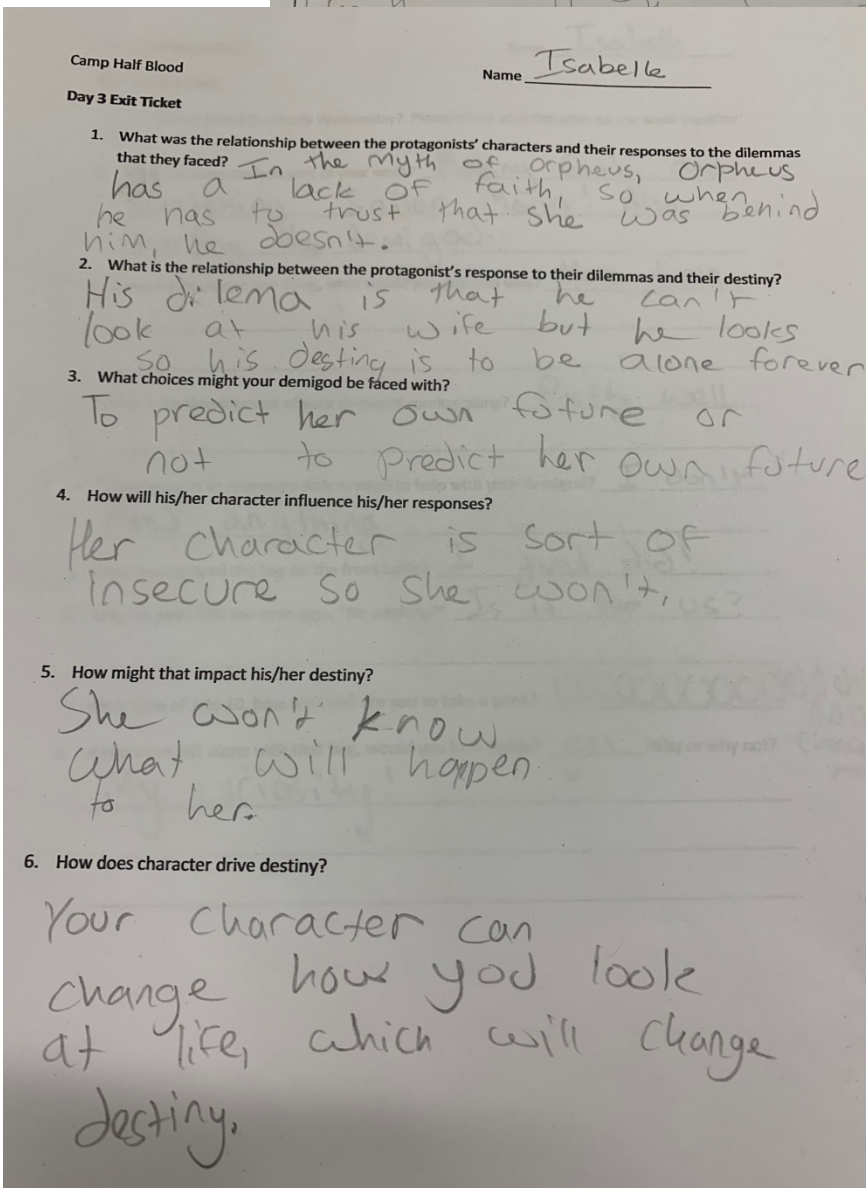 Camp Half Blood
Name Isabelle
Day 3 Exit Ticket
1. What was the relationship between the protagonists' characters and their responses to the dilemmas
that they faced? In the myth of orpheus, Orpheus
has a lack of faith, so when
he has to trust that she was behind
him, he doesn't.
2. What is the relationship between the protagonist's response to their dilemmas and their destiny?
His dilema is that he can't
look at his wife but he looks
so his destiny is to be alone forever
3. What choices might your demigod be faced with?
To predict her own future or
not to predict her own future
4. How will his/her character influence his/her responses?
Her character is sort of
insecure so she won't,
5. How might that impact his/her destiny?
She won't know
what will happen
to her.
6. How does character drive destiny?
Your character can
change how you look
at life, which will change
destiny.